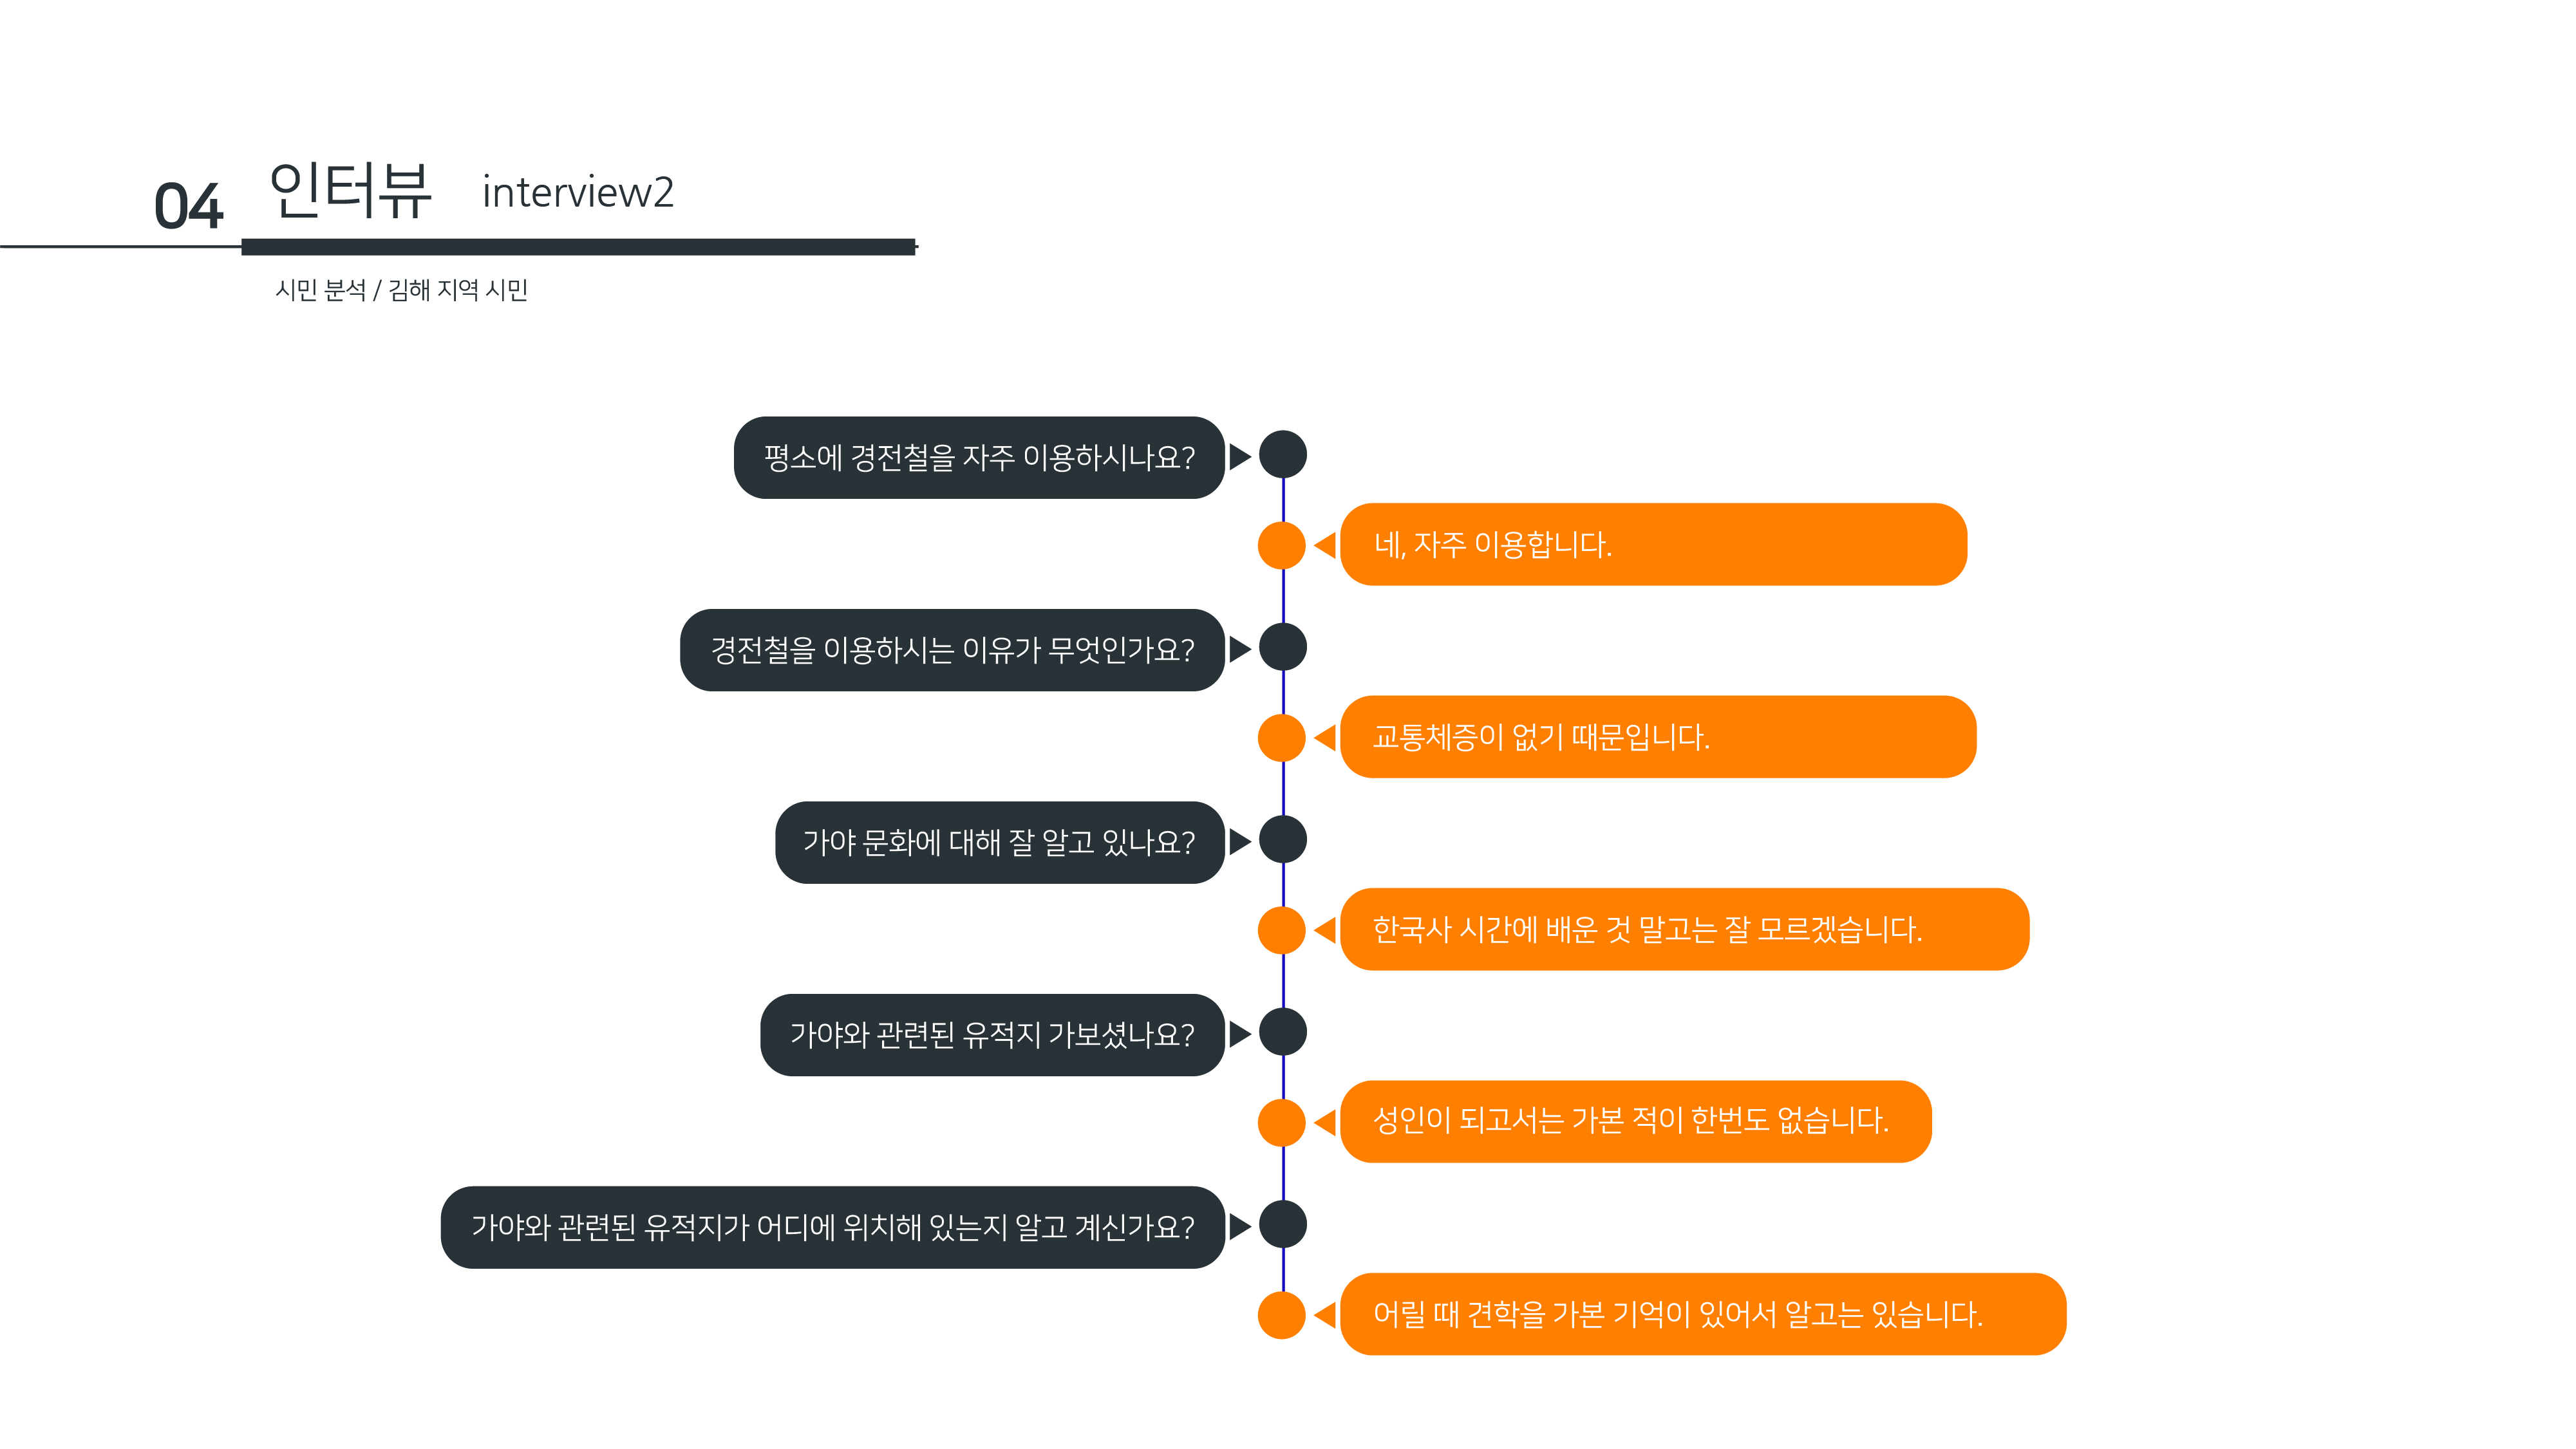 04 인터뷰 interview2
시민 분석 / 김해 지역 시민
평소에 경전철을 자주 이용하시나요?
네, 자주 이용합니다.
경전철을 이용하시는 이유가 무엇인가요?
교통체증이 없기 때문입니다.
가야 문화에 대해 잘 알고 있나요?
한국사 시간에 배운 것 말고는 잘 모르겠습니다.
가야와 관련된 유적지 가보셨나요?
성인이 되고서는 가본 적이 한번도 없습니다.
가야와 관련된 유적지가 어디에 위치해 있는지 알고 계신가요?
어릴 때 견학을 가본 기억이 있어서 알고는 있습니다.